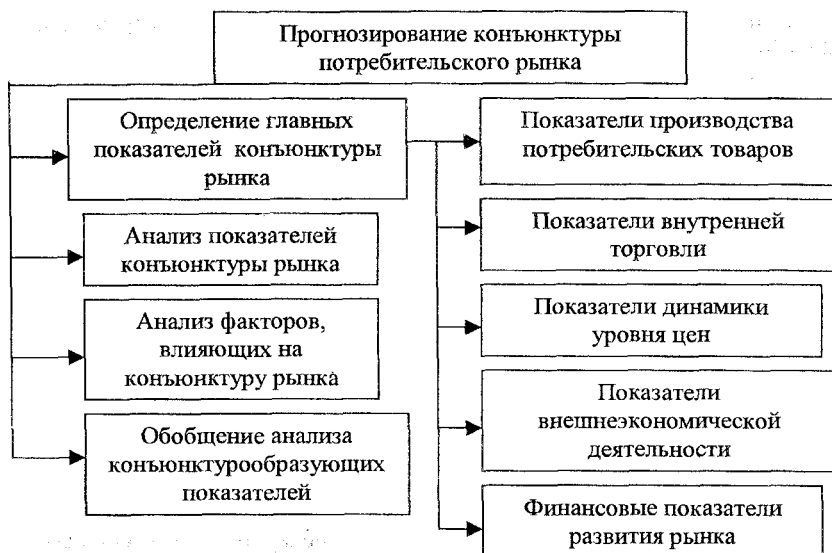 Прогнозирование конъюнктуры
потребительского рынка
Определение главных
показателей конъюнктуры
рынка
Анализ показателей
конъюнктуры рынка
Анализ факторов,
влияющих на
конъюнктуру рынка
Обобщение анализа
конъюнктурообразующих
показателей
Показатели производства
потребительских товаров
Показатели внутренней
торговли
Показатели динамики
уровня цен
Показатели
внешнеэкономической
деятельности
Финансовые показатели
развития рынка